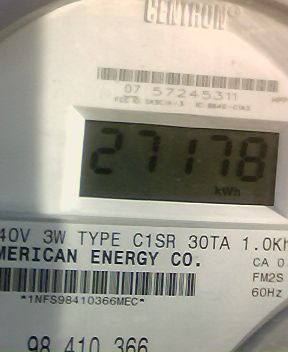 CENTRON®
07 57245311
27178
kWh
40V 3W TYPE C1SR 30TA 1.0Kh
MERICAN ENERGY CO.
CA 0
FM2S
60Hz
*1NFS98410366MEC*
98 410 366